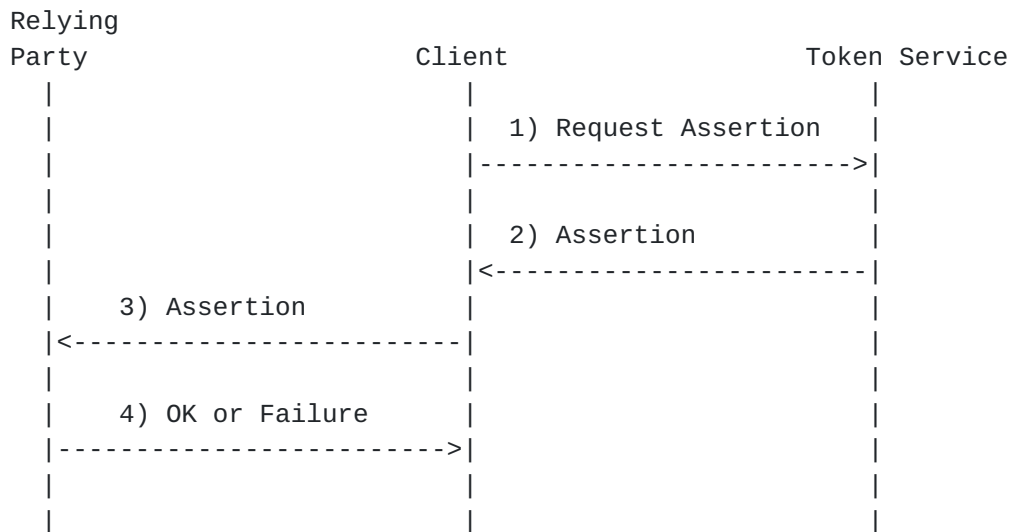 Relying
Party Client Token Service
1) Request Assertion
2) Assertion
3) Assertion
4) OK or Failure